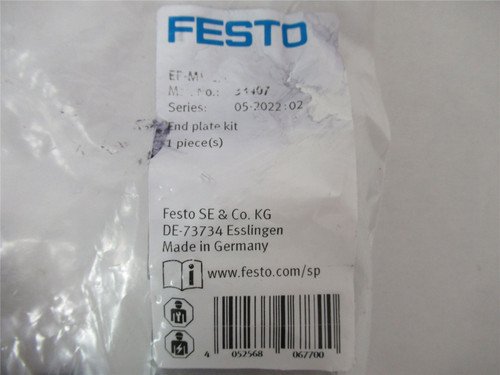 FESTO
No.:
Series: 05-2022:02
End plate kit
1 piece(s)
Festo SE & Co. KG
DE-73734 Esslingen
Made in Germany
www.festo.com/sp
4 052568 067700